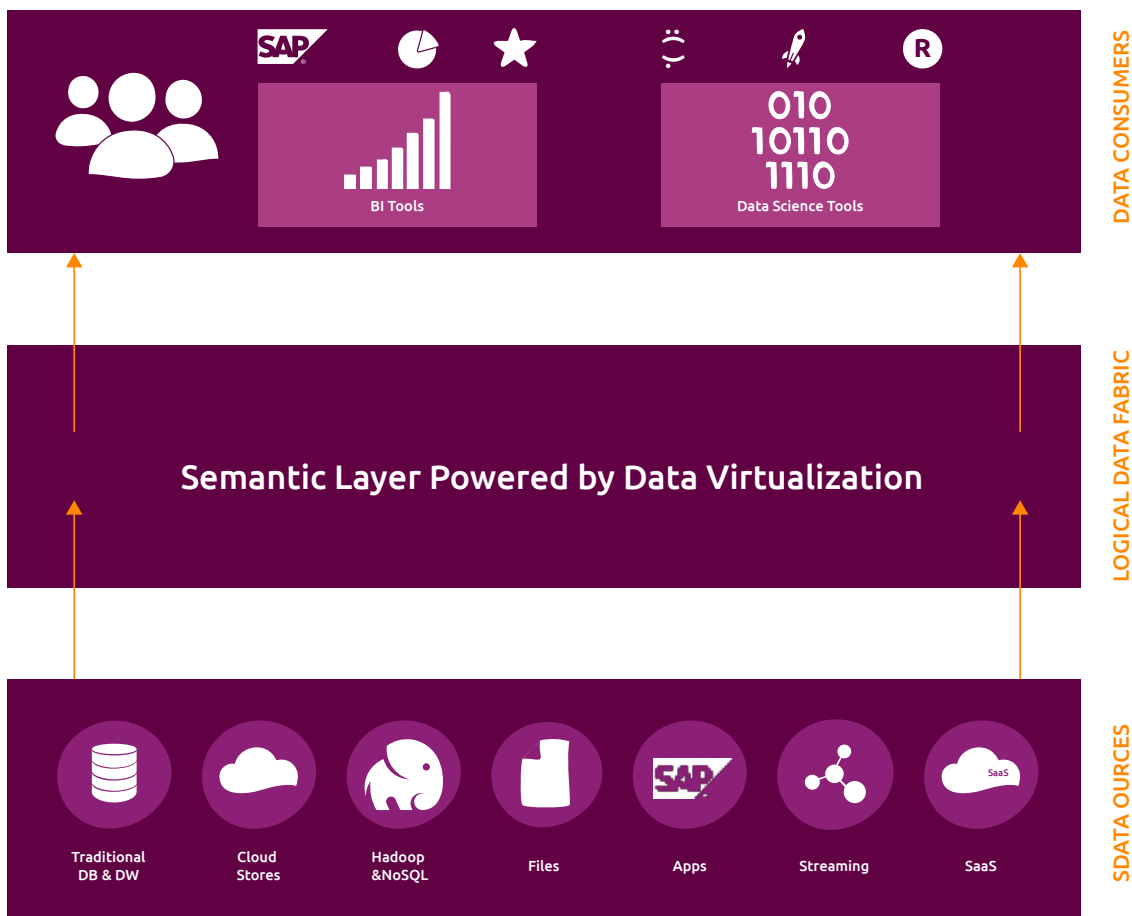 SAP
R
010
10110
1110
BI Tools
Data Science Tools
DATA CONSUMERS
Semantic Layer Powered by Data Virtualization
LOGICAL DATA FABRIC
SAP
SaaS
Traditional
DB & DW
Cloud
Stores
Hadoop
&NoSQL
Files
Apps
Streaming
SaaS
SDATA OURCES